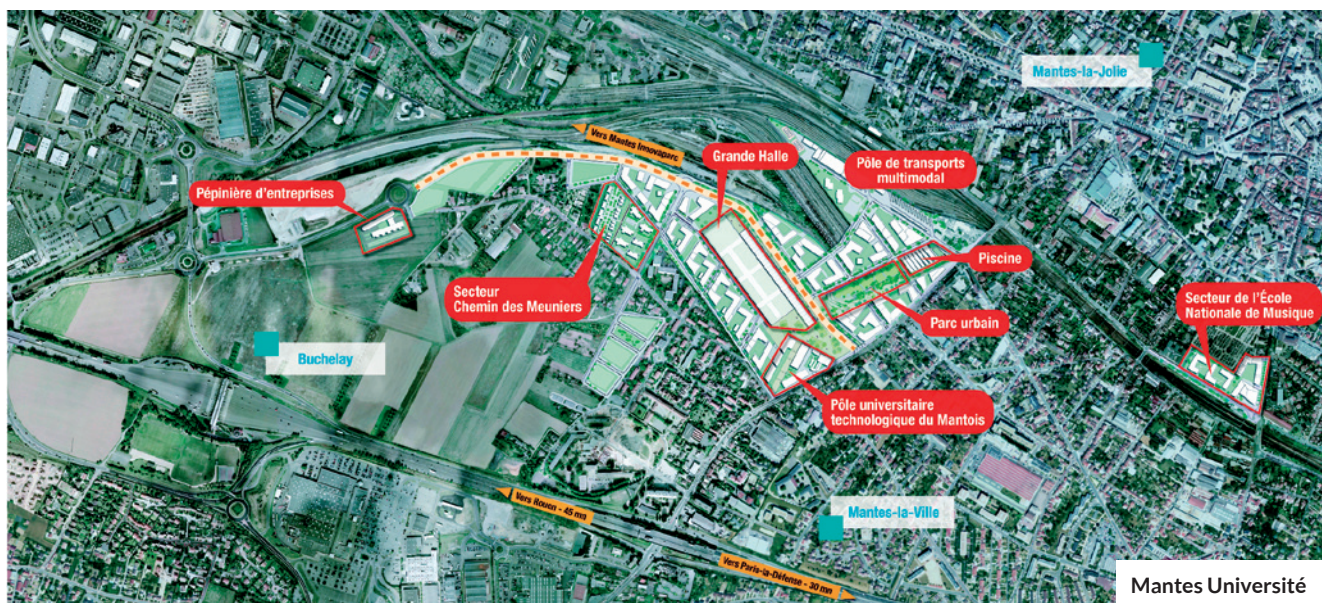 Mantes-la-Jolie
Vers Mantes Innovaparc
Grande Halle
Pôle de transports
multimodal
Pépinière d'entreprises
Piscine
Secteur
Chemin des Meuniers
Secteur de l'École
Nationale de Musique
Parc urbain
Buchelay
Pôle universitaire
technologique du Mantois
Vers Rouen - 45 mn
Mantes-la-Ville
Vers Paris-la-Défense - 30 mn
Mantes Université